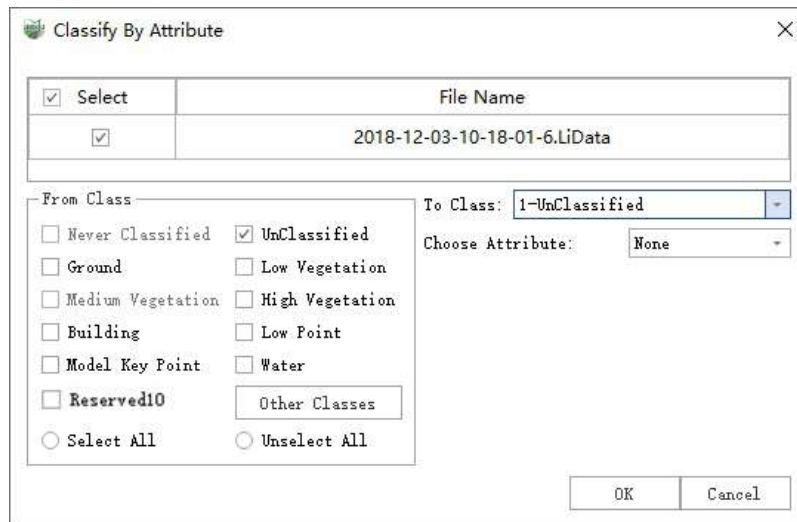 Classify By Attribute
Select File Name
2018-12-03-10-18-01-6.LiData
From Class
To Class: 1-UnClassified
Never Classified UnClassified
Choose Attribute: None
Ground Low Vegetation
Medium Vegetation High Vegetation
Building Low Point
Model Key Point Water
Reserved10 Other Classes
Select All Unselect All
OK Cancel